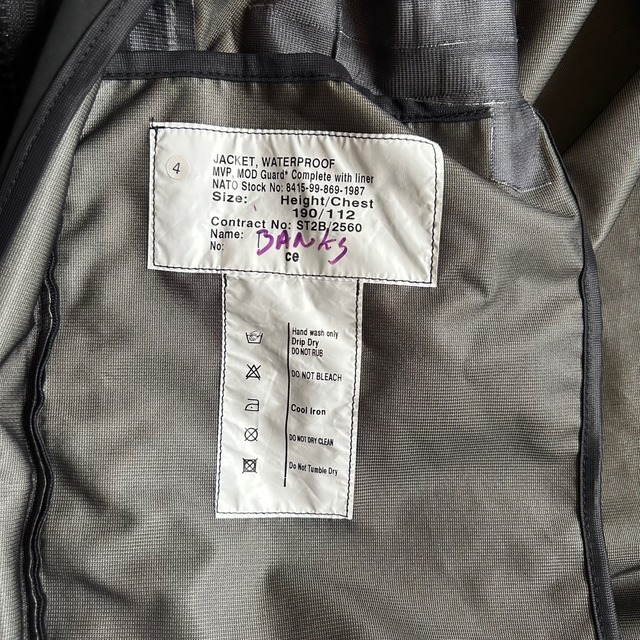 4
JACKET, WATERPROOF
MVP, MOD Guard* Complete with liner
NATO Stock No: 8415-99-869-1987
Size: Height/Chest
190/112
Contract No: ST2B/2560
Name: BANKS
No: ce
Hand wash only
Drip Dry
DO NOT RUB
DO NOT BLEACH
Cool Iron
DO NOT DRY CLEAN
Do Not Tumble Dry